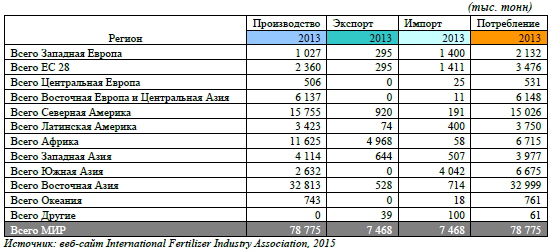 (тыс. тонн)
Производство Экспорт Импорт Потребление
Регион 2013 2013 2013 2013
Всего Западная Европа 1 027 295 1 400 2 132
Всего ЕС 28 2 360 295 1 411 3 476
Всего Центральная Европа 506 0 25 531
Всего Восточная Европа и Центральная Азия 6 137 0 11 6 148
Всего Северная Америка 15 755 920 191 15 026
Всего Латинская Америка 3 423 74 400 3 750
Всего Африка 11 625 4 968 58 6 715
Всего Западная Азия 4 114 644 507 3 977
Всего Южная Азия 2 632 0 4 042 6 675
Всего Восточная Азия 32 813 528 714 32 999
Всего Океания 743 0 18 761
Всего Другие 0 39 100 61
Всего МИР 78 775 7 468 7 468 78 775
Источник: веб-сайт International Fertilizer Industry Association, 2015